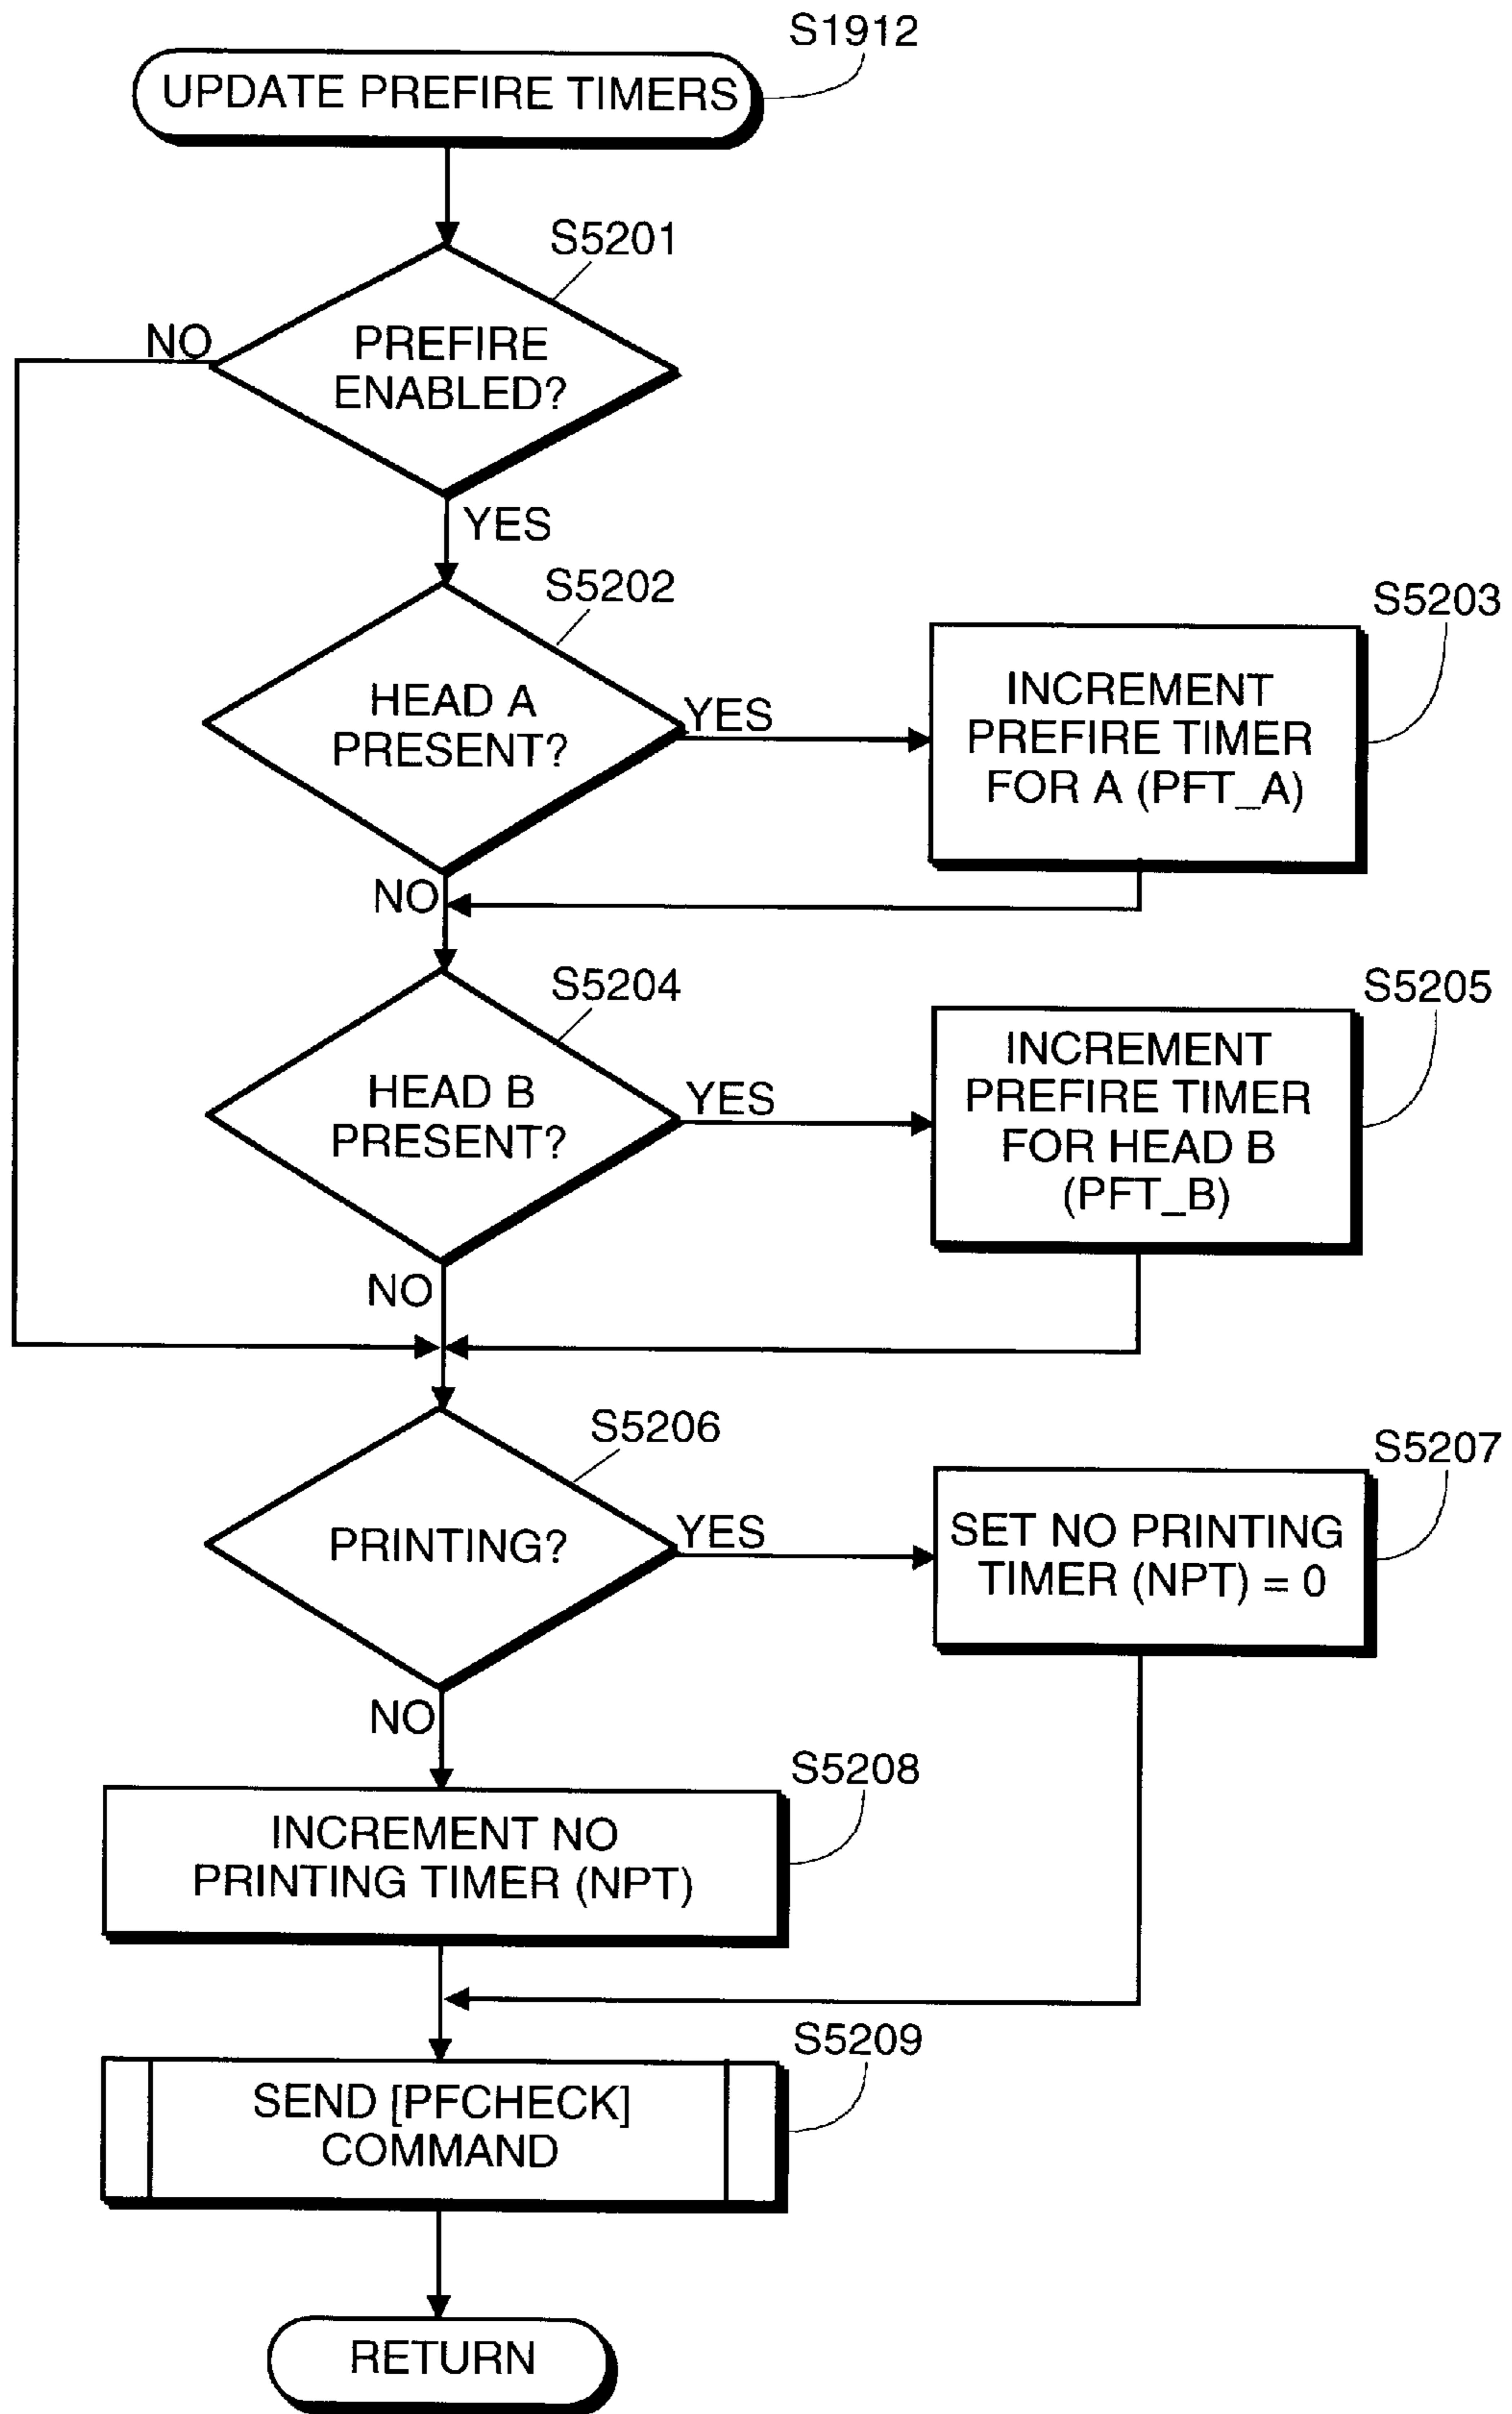 S1912
UPDATE PREFIRE TIMERS
S5201
NO
PREFIRE
ENABLED?
YES
S5202
HEAD A
PRESENT?
YES
S5203
INCREMENT
PREFIRE TIMER
FOR A (PFT_A)
NO
S5204
HEAD B
PRESENT?
YES
S5205
INCREMENT
PREFIRE TIMER
FOR HEAD B
(PFT_B)
NO
S5206
PRINTING?
YES
S5207
SET NO PRINTING
TIMER (NPT) = 0
NO
S5208
INCREMENT NO
PRINTING TIMER (NPT)
S5209
SEND [PFCHECK]
COMMAND
RETURN